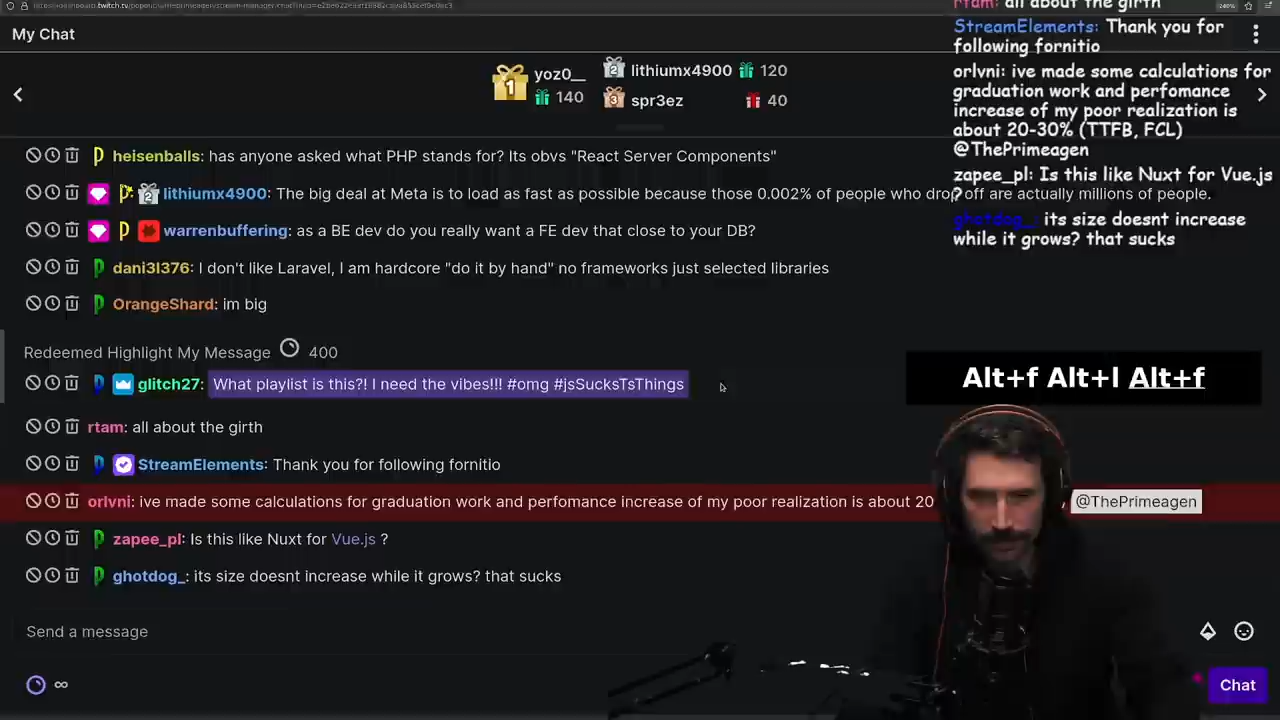 My Chat
yoz0__
140
lithiumx4900 120
spr3ez 40
heisenballs: has anyone asked what PHP stands for? Its obvs "React Server Components"
lithiumx4900: The big deal at Meta is to load as fast as possible because those 0.002% of people who drop off are actually millions of people.
warrenbuffering: as a BE dev do you really want a FE dev that close to your DB?
dani3l376: I don't like Laravel, I am hardcore "do it by hand" no frameworks just selected libraries
OrangeShard: im big
Redeemed Highlight My Message 400
glitch27: What playlist is this?! I need the vibes!!! #omg #jsSucksTsThings
rtam: all about the girth
StreamElements: Thank you for following fornitio
orlvni: ive made some calculations for graduation work and perfomance increase of my poor realization is about 20
@ThePrimeagen
zapee_pl: Is this like Nuxt for Vue.js ?
ghotdog_: its size doesnt increase while it grows? that sucks
Send a message
∞
Chat
rtam: all about the girth
StreamElements: Thank you for
following fornitio
orlvni: ive made some calculations for
graduation work and perfomance
increase of my poor realization is
about 20-30% (TTFB, FCL)
@ThePrimeagen
zapee_pl: Is this like Nuxt for Vue.js
?
ghotdog_: its size doesnt increase
while it grows? that sucks
Alt+f Alt+l Alt+f